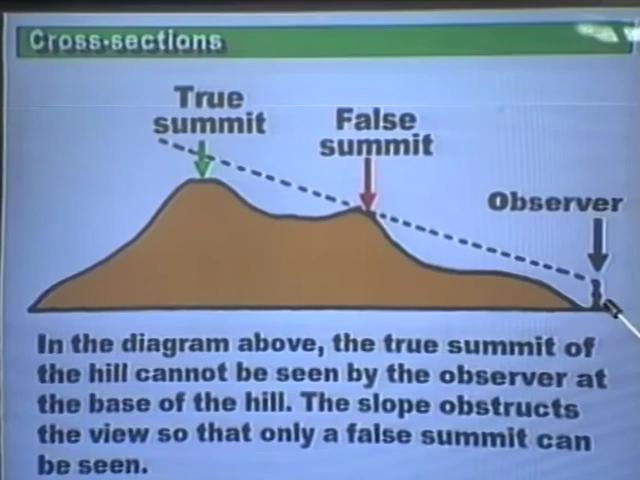 Cross-sections
True
summit
False
summit
Observer
In the diagram above, the true summit of
the hill cannot be seen by the observer at
the base of the hill. The slope obstructs
the view so that only a false summit can
be seen.